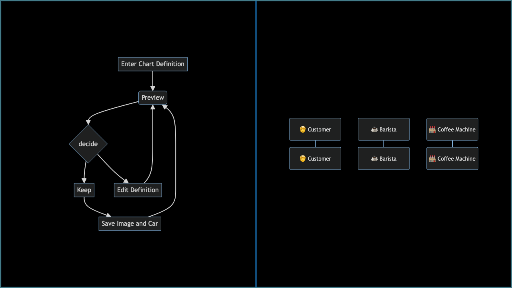 Enter Chart Definition
Preview
decide
Keep
Edit Definition
Save Image and Car
Customer
Barista
Coffee Machine
Customer
Barista
Coffee Machine